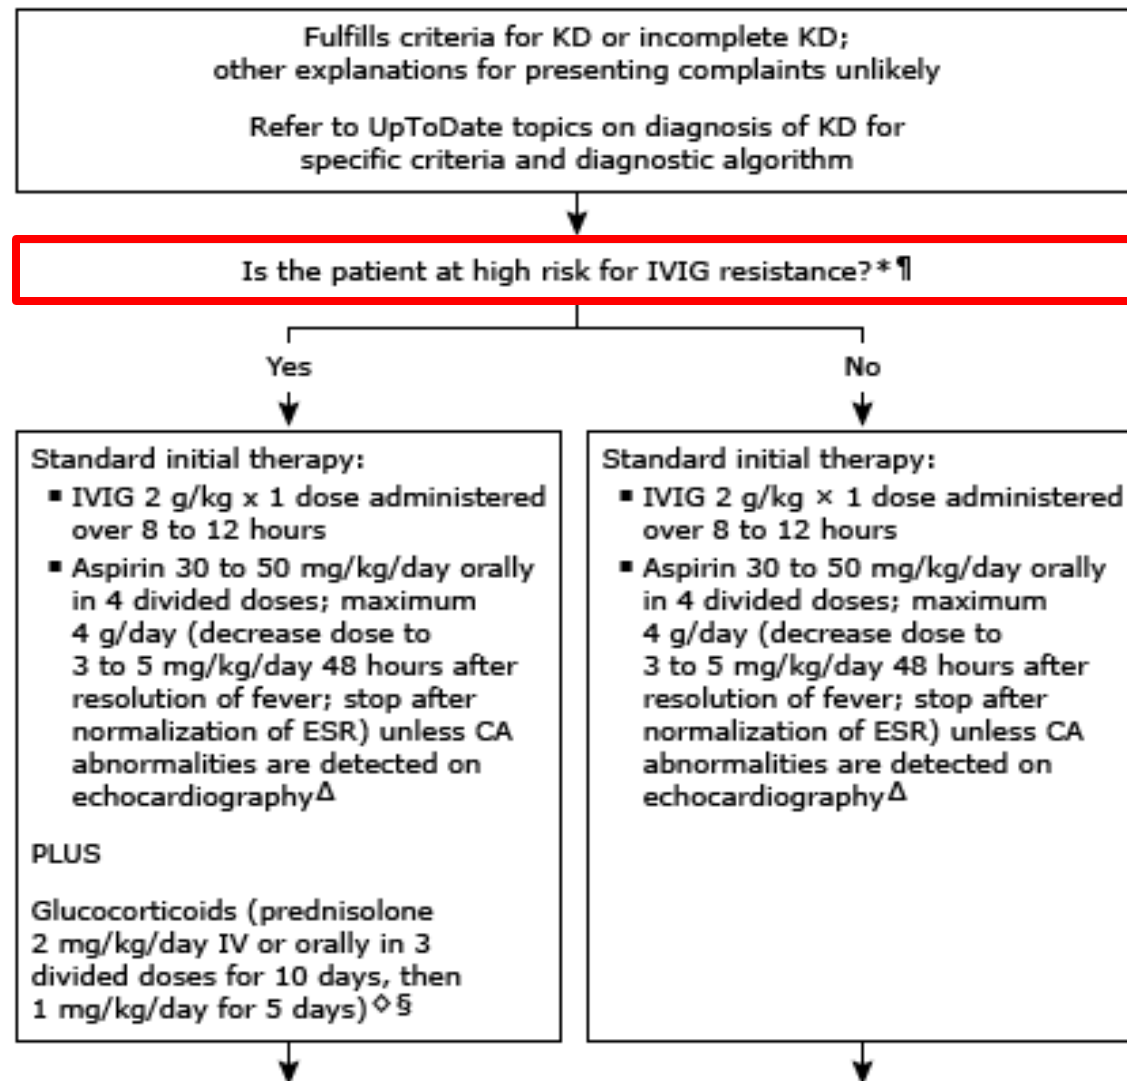 Fulfills criteria for KD or incomplete KD;
other explanations for presenting complaints unlikely
Refer to UpToDate topics on diagnosis of KD for
specific criteria and diagnostic algorithm
Is the patient at high risk for IVIG resistance?*¶
Yes
No
Standard initial therapy:
▪ IVIG 2 g/kg x 1 dose administered
over 8 to 12 hours
▪ Aspirin 30 to 50 mg/kg/day orally
in 4 divided doses; maximum
4 g/day (decrease dose to
3 to 5 mg/kg/day 48 hours after
resolution of fever; stop after
normalization of ESR) unless CA
abnormalities are detected on
echocardiographyΔ
PLUS
Glucocorticoids (prednisolone
2 mg/kg/day IV or orally in 3
divided doses for 10 days, then
1 mg/kg/day for 5 days)◊§
Standard initial therapy:
▪ IVIG 2 g/kg × 1 dose administered
over 8 to 12 hours
▪ Aspirin 30 to 50 mg/kg/day orally
in 4 divided doses; maximum
4 g/day (decrease dose to
3 to 5 mg/kg/day 48 hours after
resolution of fever; stop after
normalization of ESR) unless CA
abnormalities are detected on
echocardiographyΔ